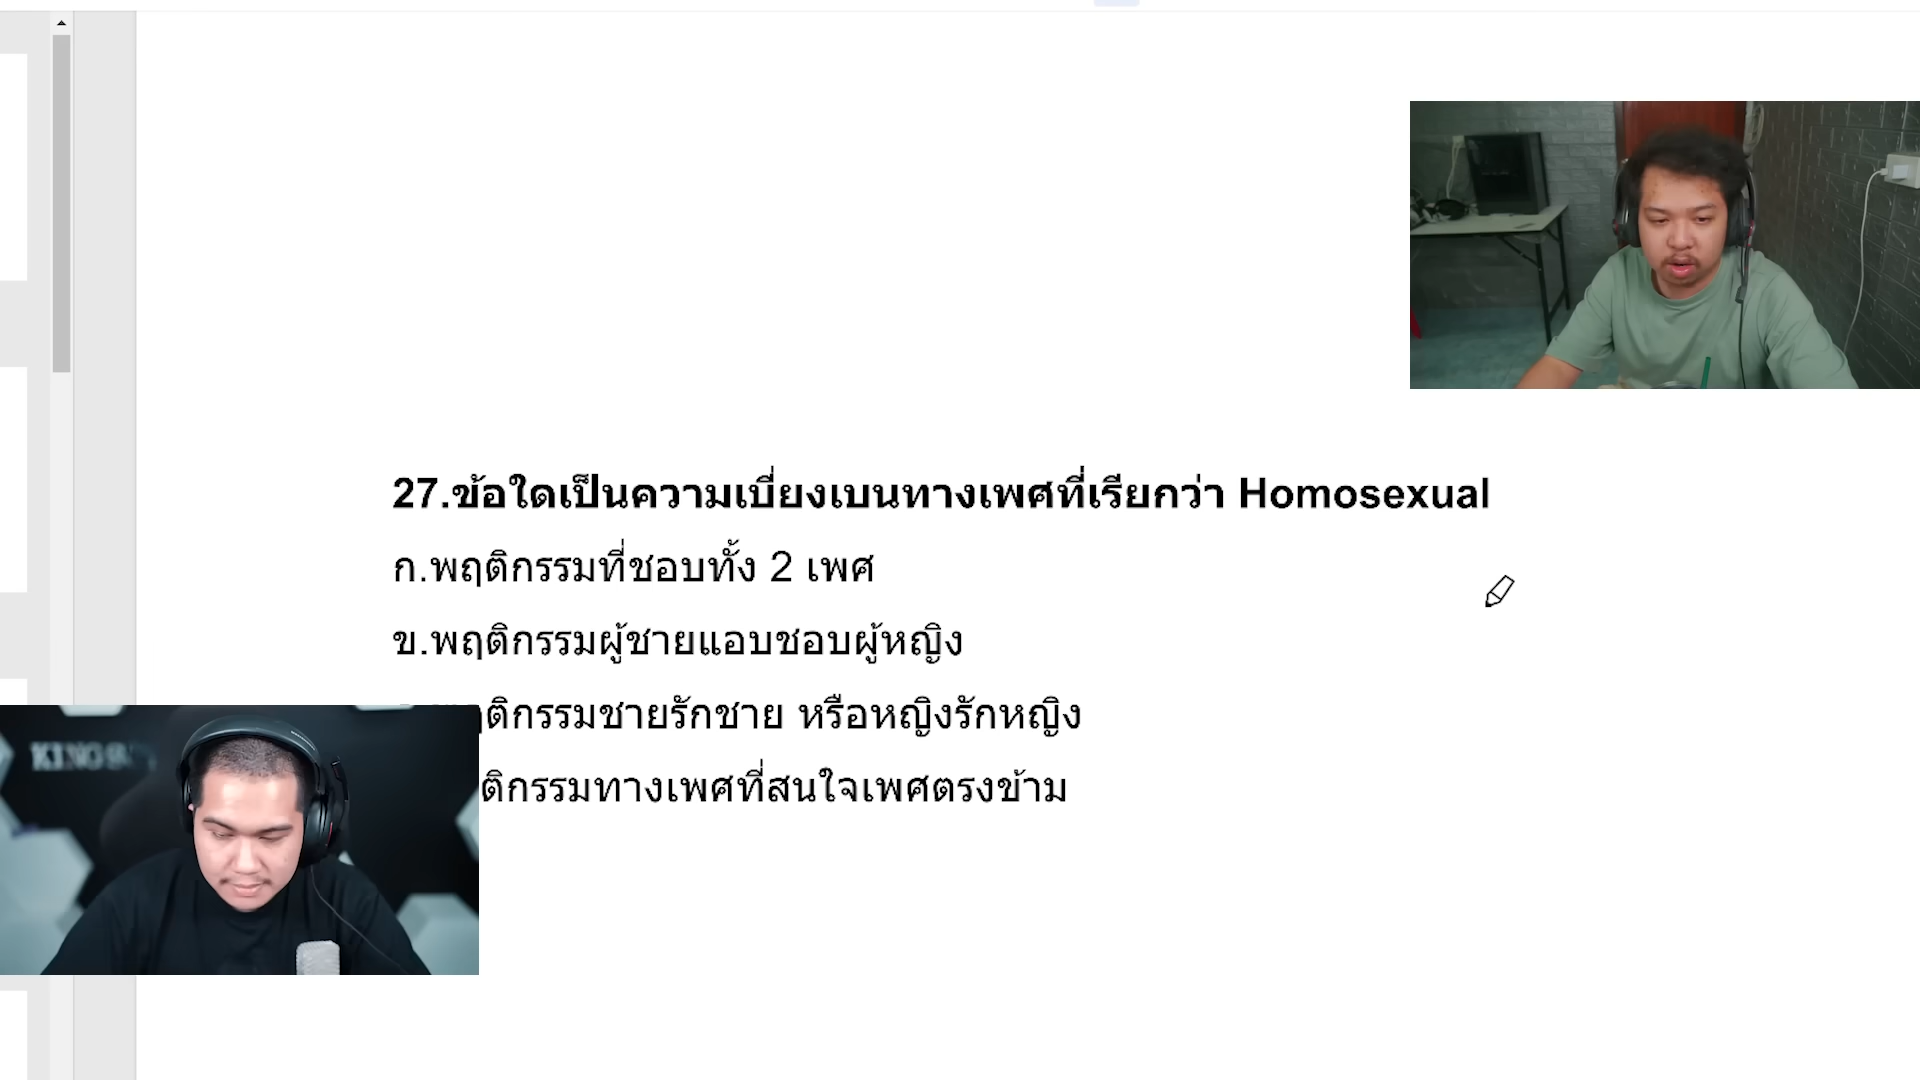 27.ข้อใดเป็นความเบี่ยงเบนทางเพศที่เรียกว่า Homosexual
ก.พฤติกรรมที่ชอบทั้ง 2 เพศ
ข.พฤติกรรมผู้ชายแอบชอบผู้หญิง
ติกรรมชายรักชาย หรือหญิงรักหญิง
ติกรรมทางเพศที่สนใจเพศตรงข้าม